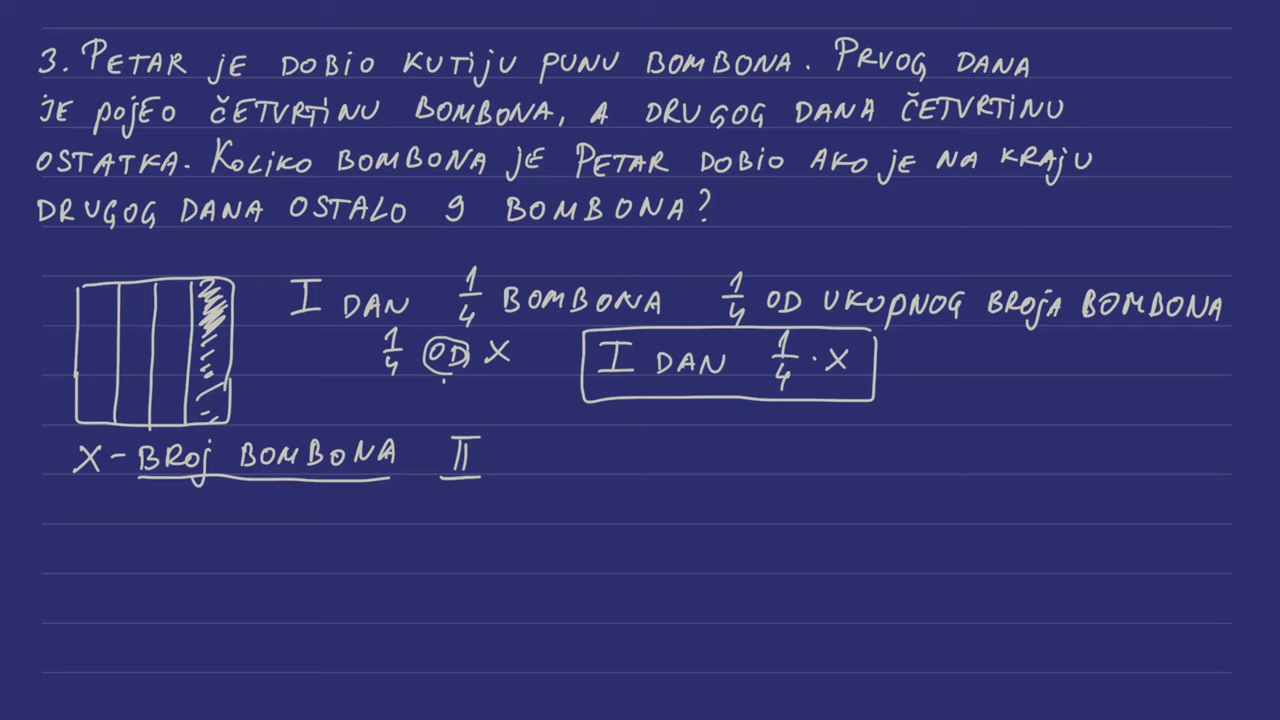 3. PETAR JE DOBIO KUTIJU PUNU BOMBONA. PRVOG DANA
JE POJEO ČETVRTINU BOMBONA, A DRUGOG DANA ČETVRTINU
OSTATKA. KOLIKO BOMBONA JE PETAR DOBIO AKO JE NA KRAJU
DRUGOG DANA OSTALO 9 BOMBONA?
I DAN 1/4 BOMBONA 1/4 OD UKUPNOG BROJA BOMBONA
1/4 OD X I DAN 1/4 · X
X - BROJ BOMBONA II